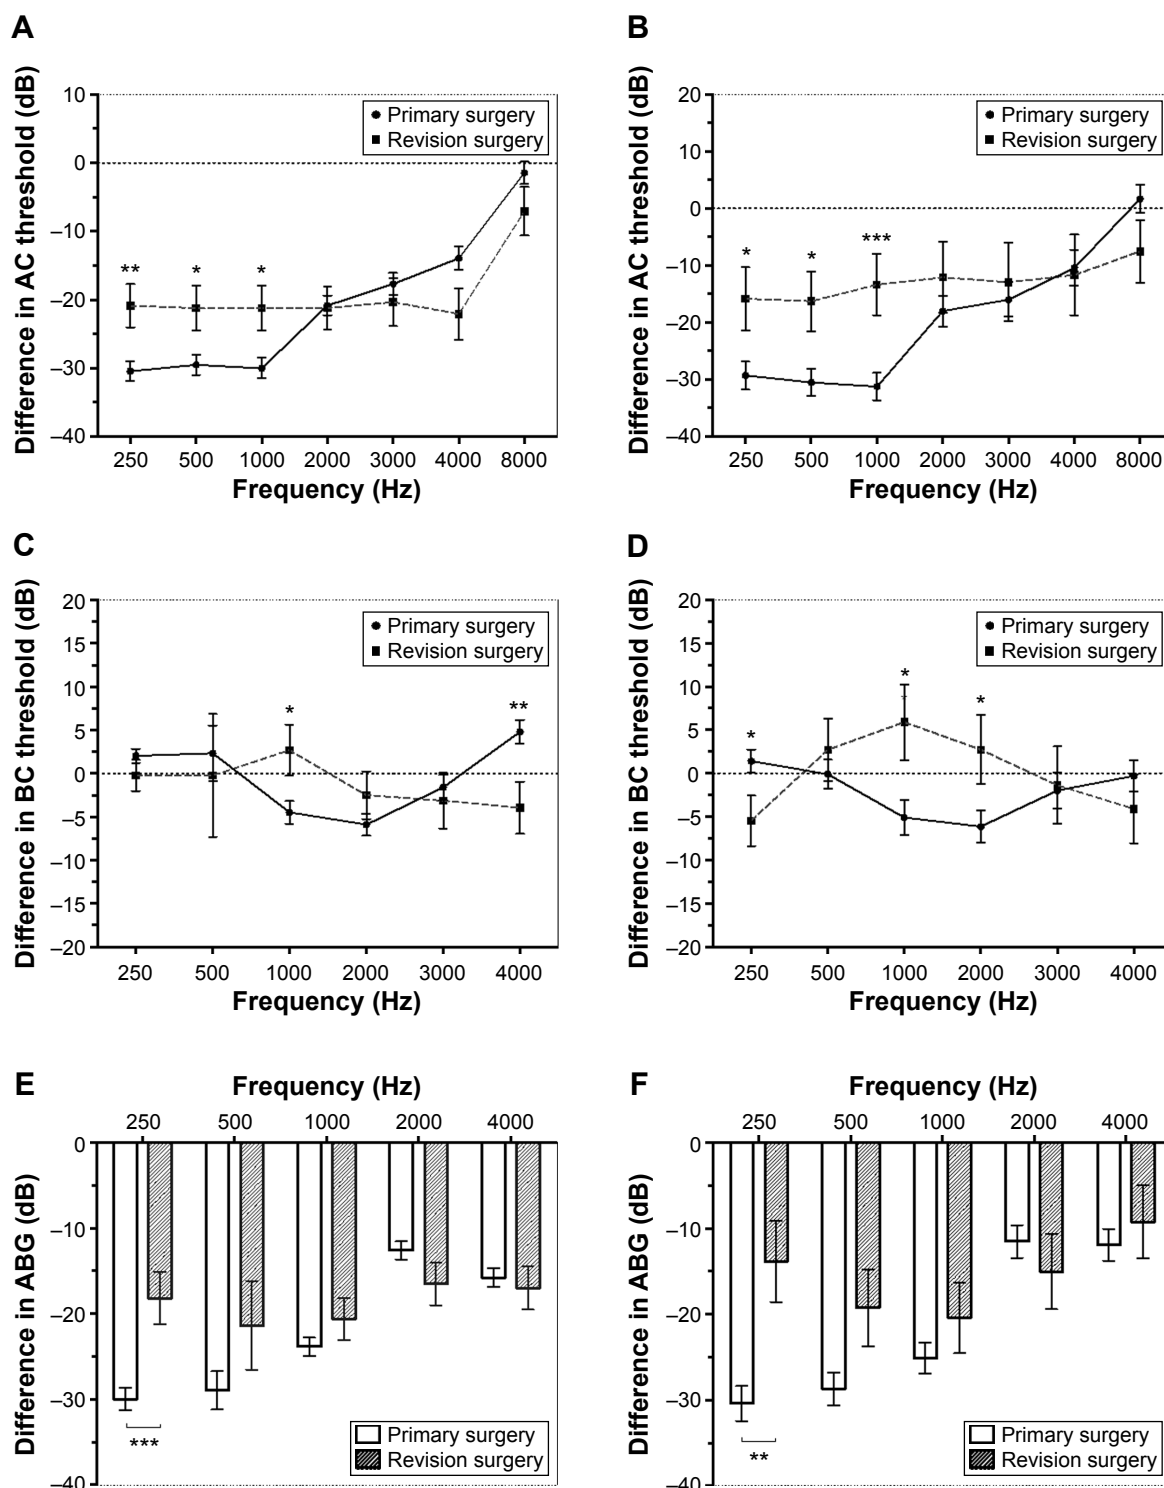 A
Difference in AC threshold (dB)
10
0
–10
–20
–30
–40
Primary surgery
Revision surgery
**
*
*
250 500 1000 2000 3000 4000 8000
Frequency (Hz)
B
Difference in AC threshold (dB)
20
10
0
–10
–20
–30
–40
Primary surgery
Revision surgery
*
*
***
250 500 1000 2000 3000 4000 8000
Frequency (Hz)
C
Difference in BC threshold (dB)
20
15
10
5
0
–5
–10
–15
–20
Primary surgery
Revision surgery
*
**
250 500 1000 2000 3000 4000
Frequency (Hz)
D
Difference in BC threshold (dB)
20
15
10
5
0
–5
–10
–15
–20
Primary surgery
Revision surgery
*
*
*
250 500 1000 2000 3000 4000
Frequency (Hz)
E
Frequency (Hz)
250 500 1000 2000 4000
Difference in ABG (dB)
0
–10
–20
–30
–40
***
Primary surgery
Revision surgery
F
Frequency (Hz)
250 500 1000 2000 4000
Difference in ABG (dB)
0
–10
–20
–30
–40
**
Primary surgery
Revision surgery